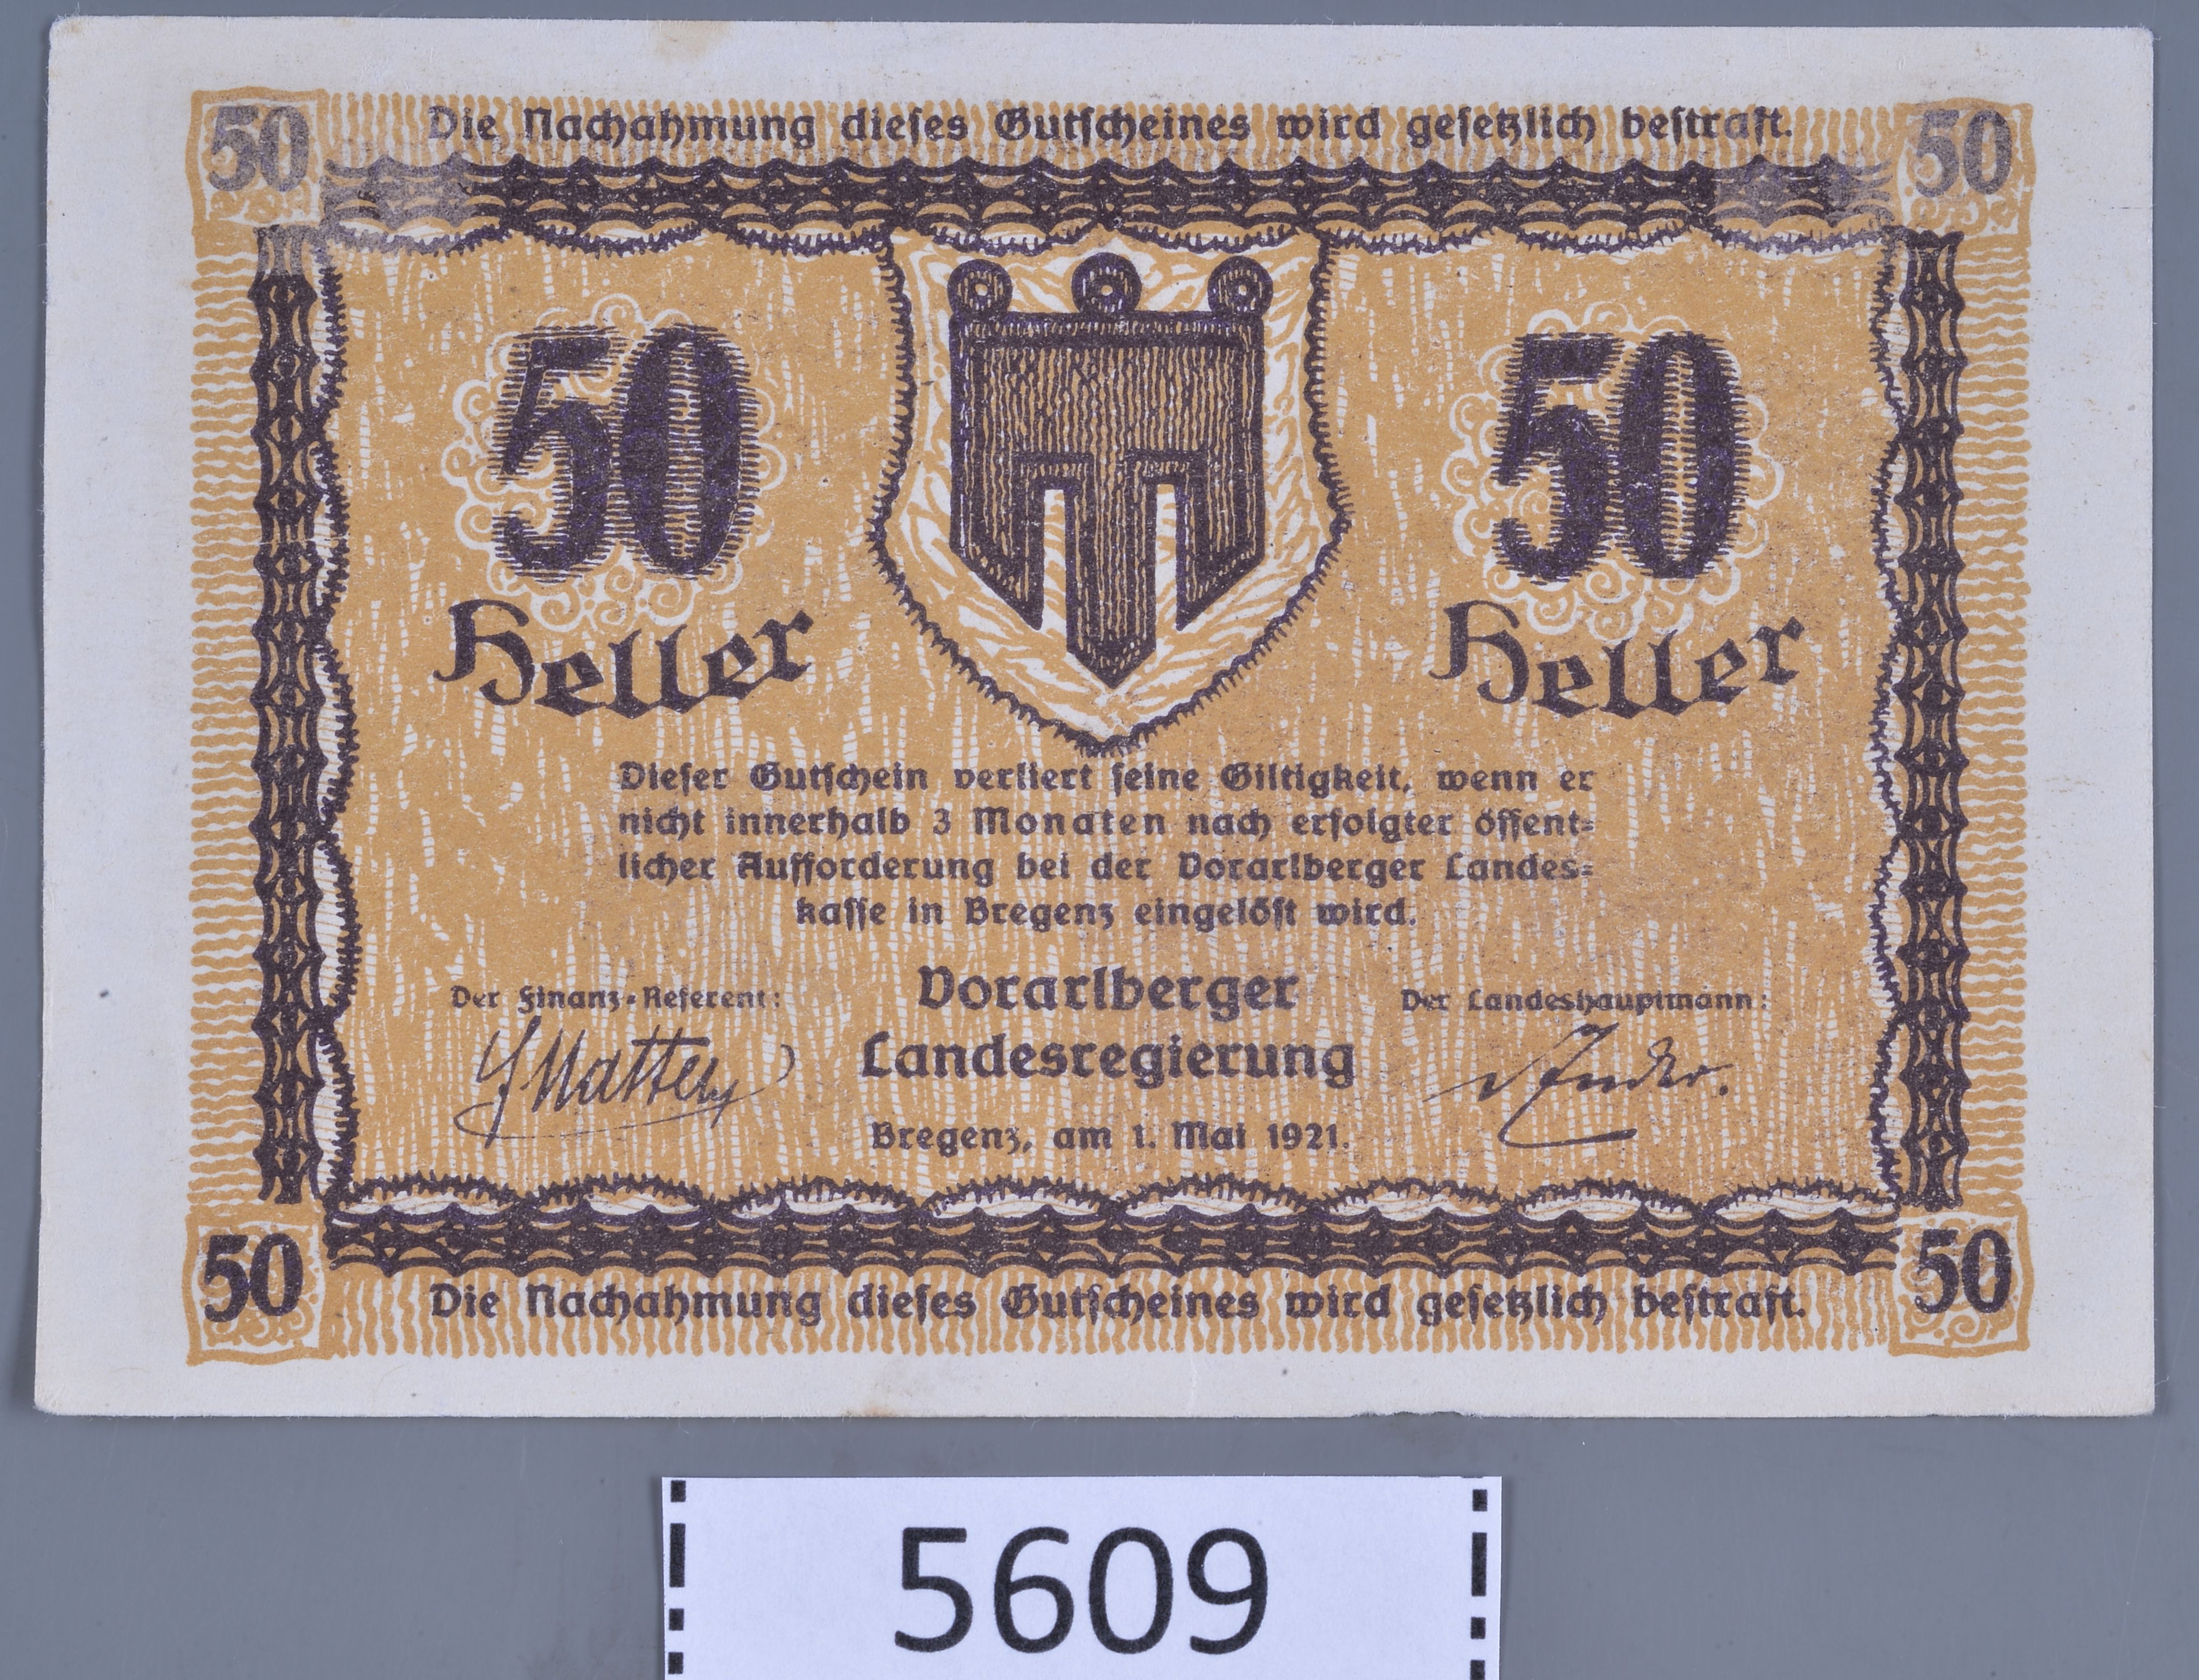 50 Die Nachahmung dieses Gutscheines wird gesetzlich bestraft. 50
50 50
Heller Heller
Dieser Gutschein verliert seine Giltigkeit, wenn er
nicht innerhalb 3 Monaten nach erfolgter öffent=
licher Aufforderung bei der Vorarlberger Landes=
kasse in Bregenz eingelöst wird.
Der Finanz-Referent: Vorarlberger Der Landeshauptmann:
Landesregierung
Bregenz, am 1. Mai 1921.
50 Die Nachahmung dieses Gutscheines wird gesetzlich bestraft. 50
5609